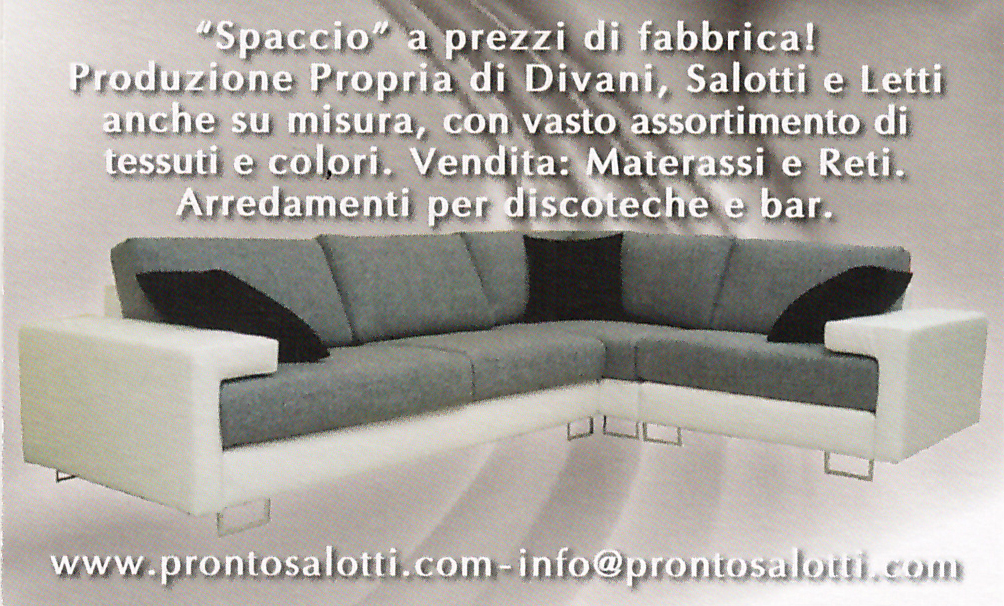 "Spaccio" a prezzi di fabbrica!
Produzione Propria di Divani, Salotti e Letti
anche su misura, con vasto assortimento di
tessuti e colori. Vendita: Materassi e Reti.
Arredamenti per discoteche e bar.
www.prontosalotti.com-info@prontosalotti.com